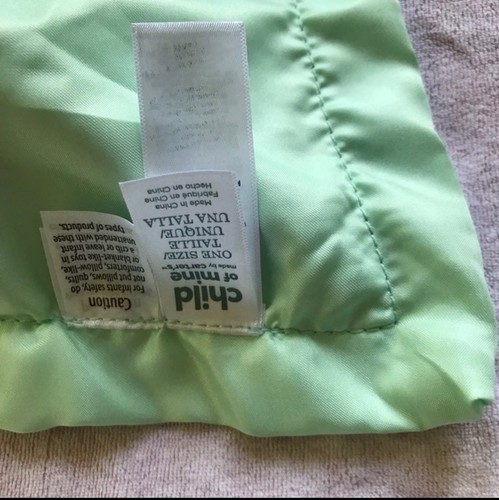 child
of mine
made by carter's
ONE SIZE/
TAILLE
UNIQUE/
UNA TALLA
Made in China
Fabriqué en Chine
Hecho en China
Caution
For infants safety, do
not put pillows, quilts,
comforters, pillow-like,
or blanket-like toys in
A crib or leave infant
unattended with these
types of products.